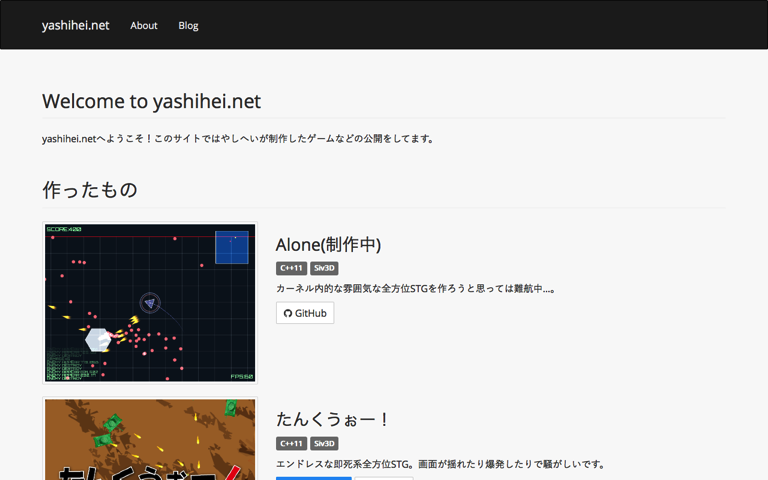 yashihei.net About Blog
Welcome to yashihei.net
yashihei.netへようこそ！このサイトではやしへいが制作したゲームなどの公開をしてます。
作ったもの
SCORE:400
Alone(制作中)
C++11 Siv3D
カーネル内的な雰囲気な全方位STGを作ろうと思っては難航中...。
GitHub
FPS:60
たんくうぉー！
C++11 Siv3D
エンドレスな即死系全方位STG。画面が揺れたり爆発したりで騒がしいです。
たんくうぉー！